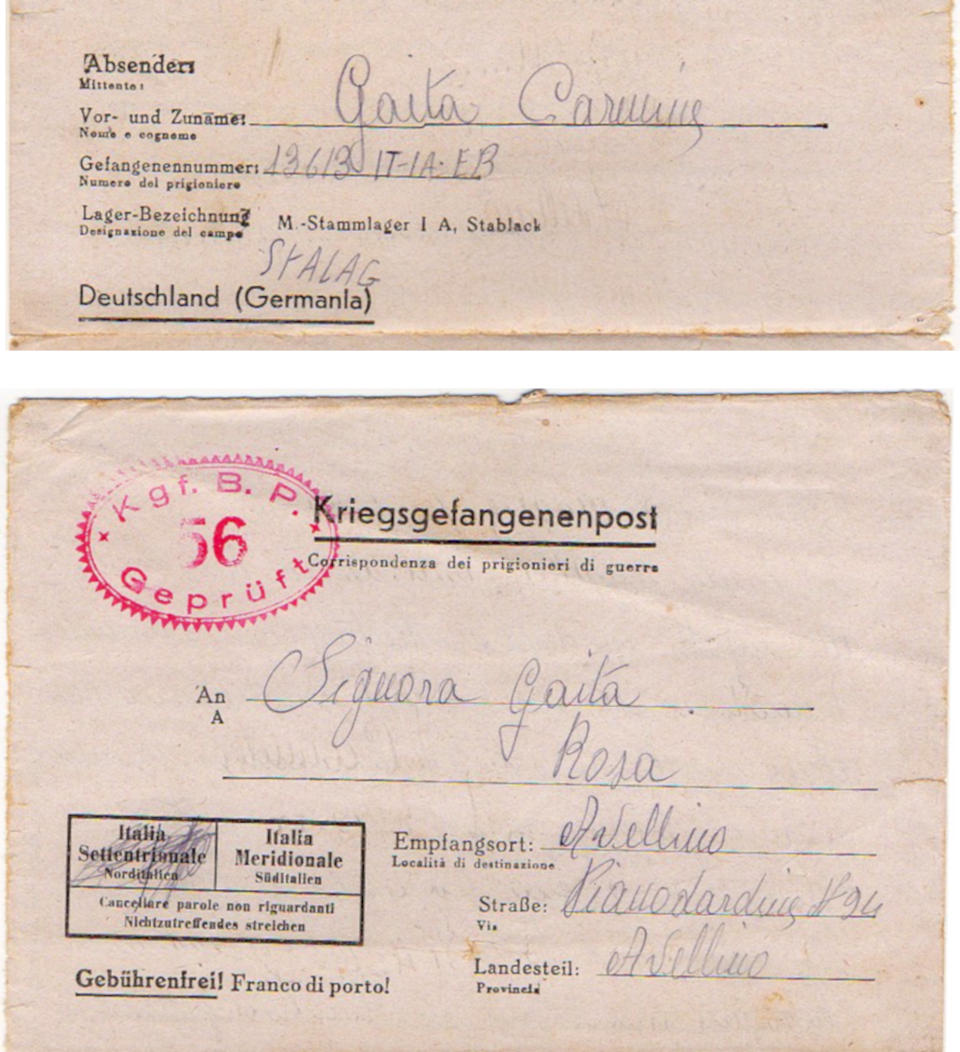 Absender:
Mittente:
Vor- und Zuname: Gaita Carmine
Nome e cognome
Gefangenennummer: 13613 IT-IA-EB
Numero del prigioniero
Lager-Bezeichnung M.-Stammlager I A, Stablack
Designazione del campo
STALAG
Deutschland (Germania)
Kgf. B. P.
56
Geprüft
Kriegsgefangenenpost
Corrispondenza dei prigionieri di guerra
An Signora Gaita
A
Rosa
Italia Settentrionale
Norditalien
Italia Meridionale
Süditalien
Cancellare parole non riguardanti
Nichtzutreffendes streichen
Empfangsort: Avellino
Località di destinazione
Straße: Pianodardine N°
Via
Landesteil: Avellino
Provincia
Gebührenfrei! Franco di porto!